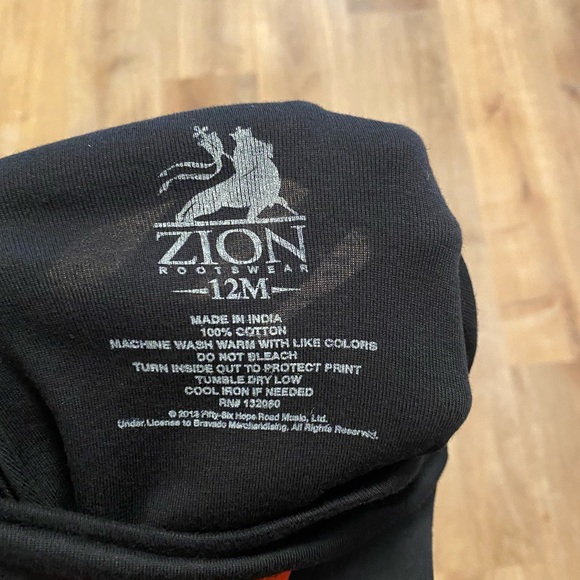 ZION
ROOTSWEAR
12M
MADE IN INDIA
100% COTTON
MACHINE WASH WARM WITH LIKE COLORS
DO NOT BLEACH
TURN INSIDE OUT TO PROTECT PRINT
TUMBLE DRY LOW
COOL IRON IF NEEDED
RN# 132060
© 2012 Fifty-Six Hope Road Music, Ltd.
Under License to Bravado Merchandising, All Rights Reserved.